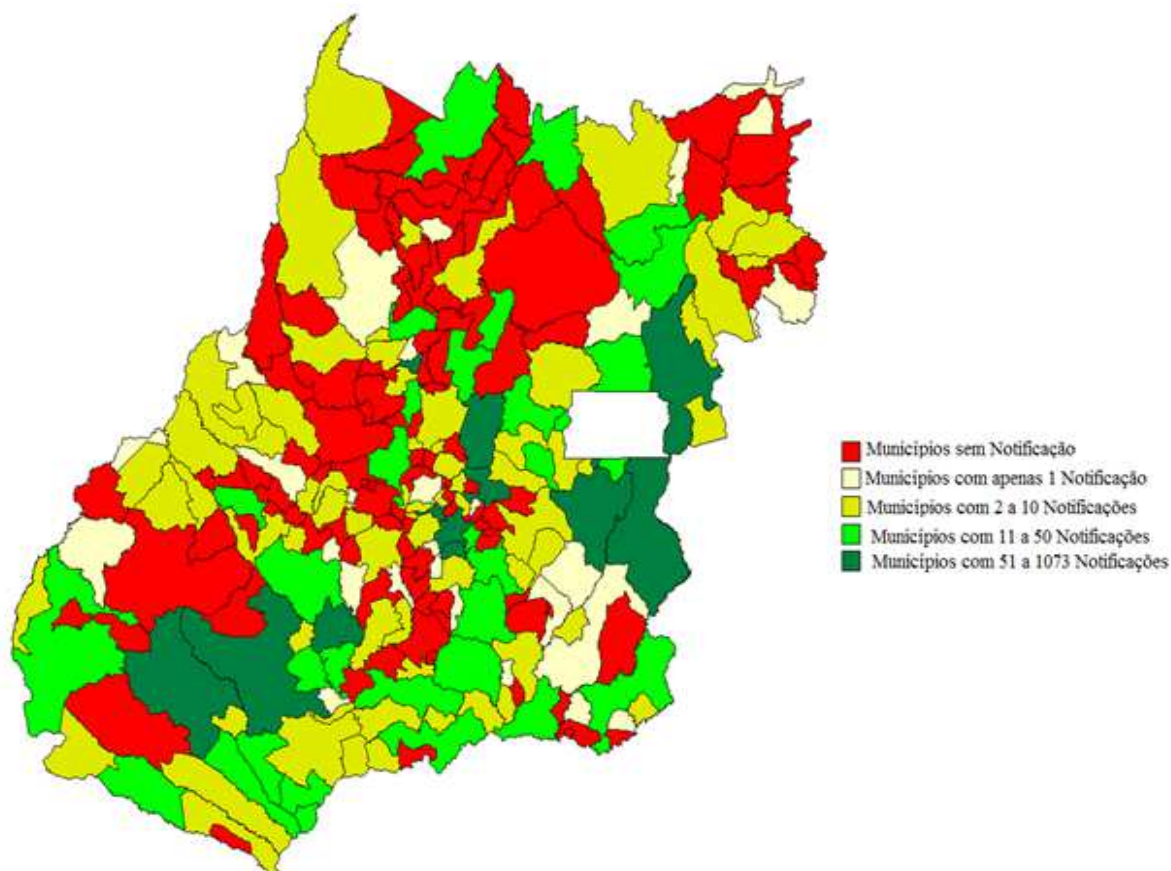 Municípios sem Notificação
Municípios com apenas 1 Notificação
Municípios com 2 a 10 Notificações
Municípios com 11 a 50 Notificações
Municípios com 51 a 1073 Notificações